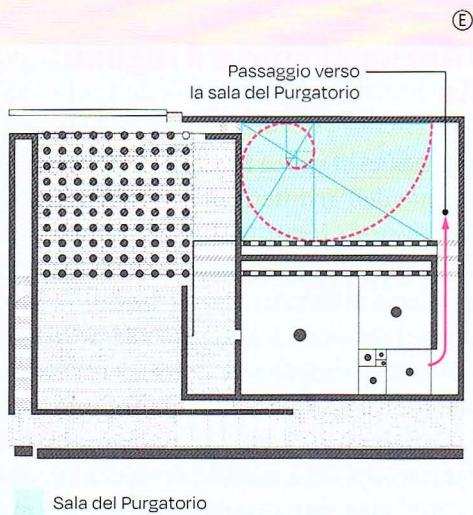 E
Passaggio verso
la sala del Purgatorio
Sala del Purgatorio